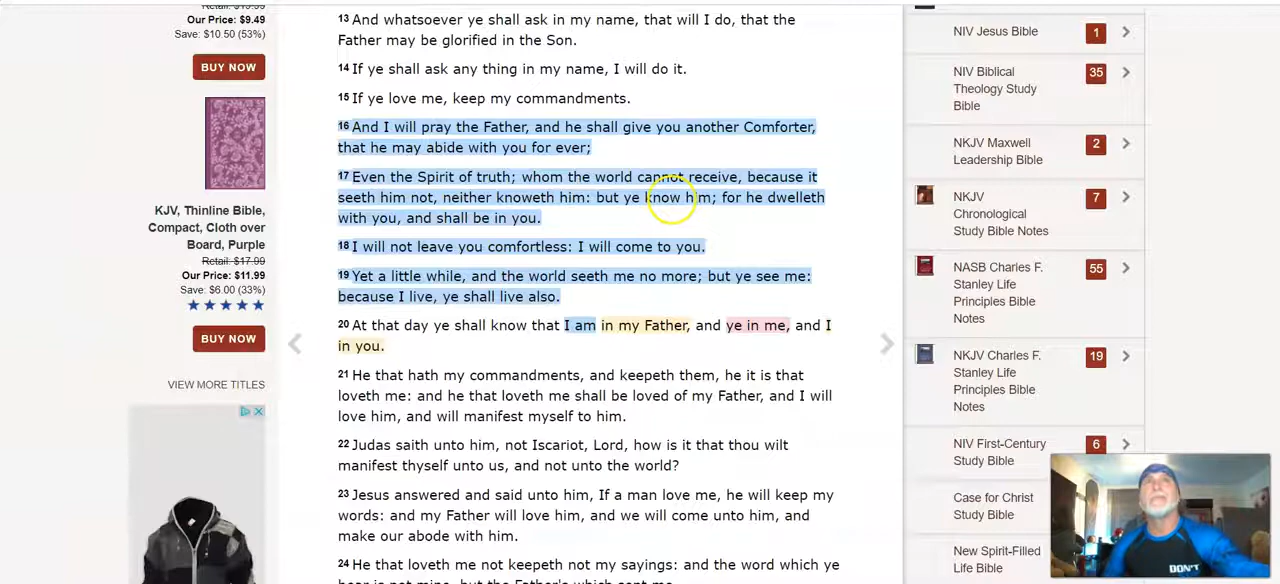 Retail: $19.99
Our Price: $9.49
Save: $10.50 (53%)
BUY NOW
KJV, Thinline Bible,
Compact, Cloth over
Board, Purple
Retail: $17.99
Our Price: $11.99
Save: $6.00 (33%)
BUY NOW
VIEW MORE TITLES
13 And whatsoever ye shall ask in my name, that will I do, that the
Father may be glorified in the Son.
14 If ye shall ask any thing in my name, I will do it.
15 If ye love me, keep my commandments.
16 And I will pray the Father, and he shall give you another Comforter,
that he may abide with you for ever;
17 Even the Spirit of truth; whom the world cannot receive, because it
seeth him not, neither knoweth him: but ye know him; for he dwelleth
with you, and shall be in you.
18 I will not leave you comfortless: I will come to you.
19 Yet a little while, and the world seeth me no more; but ye see me:
because I live, ye shall live also.
20 At that day ye shall know that I am in my Father, and ye in me, and I
in you.
21 He that hath my commandments, and keepeth them, he it is that
loveth me: and he that loveth me shall be loved of my Father, and I will
love him, and will manifest myself to him.
22 Judas saith unto him, not Iscariot, Lord, how is it that thou wilt
manifest thyself unto us, and not unto the world?
23 Jesus answered and said unto him, If a man love me, he will keep my
words: and my Father will love him, and we will come unto him, and
make our abode with him.
24 He that loveth me not keepeth not my sayings: and the word which ye
hear is not mine, but the Father's which sent me.
NIV Jesus Bible
1
NIV Biblical
35
Theology Study
Bible
NKJV Maxwell
2
Leadership Bible
NKJV
7
Chronological
Study Bible Notes
NASB Charles F.
55
Stanley Life
Principles Bible
Notes
NKJV Charles F.
19
Stanley Life
Principles Bible
Notes
NIV First-Century
6
Study Bible
Case for Christ
Study Bible
New Spirit-Filled
Life Bible
DON'T